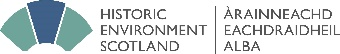 HISTORIC ÀRAINNEACHD
ENVIRONMENT EACHDRAIDHEIL
SCOTLAND ALBA